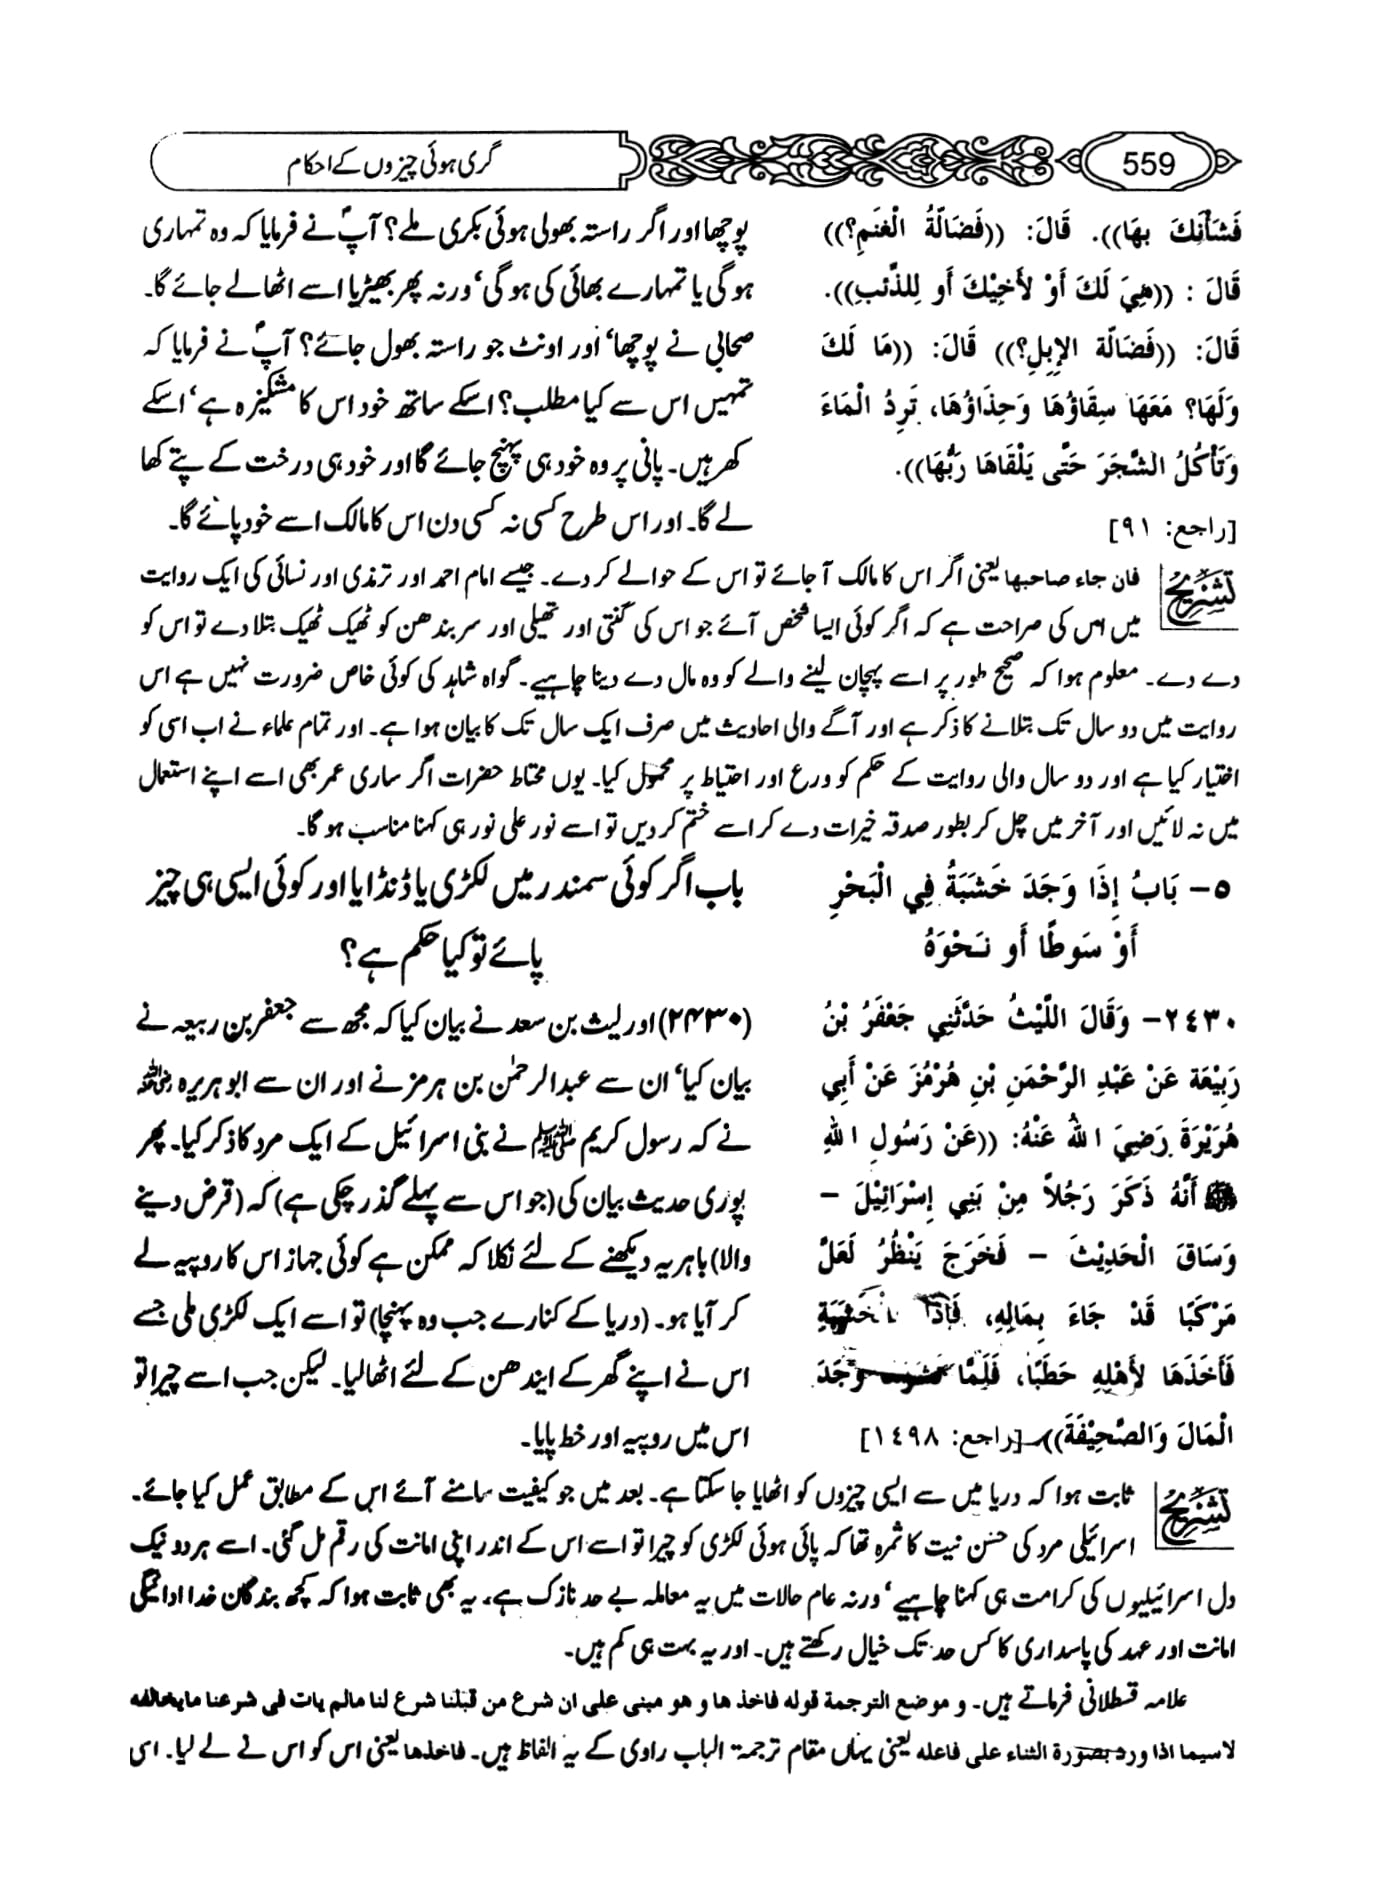 559
گری ہوئی چیزوں کے احکام
فَشَأْنَكَ بِهَا)). قَالَ: ((فَضَالَّةُ الْغَنَمِ؟))
قَالَ : ((هِيَ لَكَ أَوْ لأَخِيْكَ أَو لِلذِّئْبِ)).
قَالَ: ((فَضَالّةُ الإِبِلِ؟)) قَالَ: ((مَا لَكَ
وَلَهَا؟ مَعَهَا سِقَاؤُهَا وَحِذَاؤُهَا، تَرِدُ الْمَاءَ
وَتَأْكُلُ الشَّجَرَ حَتَّى يَلْقَاهَا رَبُّهَا)).
[راجع: ٩١]
پوچھا اور اگر راستہ بھولی ہوئی بکری ملے؟ آپؐ نے فرمایا کہ وہ تمہاری
ہوگی یا تمہارے بھائی کی ہوگی‘ ورنہ پھر بھیڑیا اسے اٹھا لے جائے گا۔
صحابی نے پوچھا‘ اور اونٹ جو راستہ بھول جائے؟ آپؐ نے فرمایا کہ
تمہیں اس سے کیا مطلب؟ اسکے ساتھ خود اس کا مشکیزہ ہے‘ اسکے
کھر ہیں۔ پانی پر وہ خود ہی پہنچ جائے گا اور خود ہی درخت کے پتے کھا
لے گا۔ اور اس طرح کسی نہ کسی دن اس کا مالک اسے خود پائے گا۔
تشریح
فان جاء صاحبها یعنی اگر اس کا مالک آ جائے تو اس کے حوالے کر دے۔ جیسے امام احمد اور ترمذی اور نسائی کی ایک روایت
میں اس کی صراحت ہے کہ اگر کوئی ایسا شخص آئے جو اس کی گنتی اور تھیلی اور سربندھن کو ٹھیک ٹھیک بتلا دے تو اس کو
دے دے۔ معلوم ہوا کہ صحیح طور پر اسے پہچان لینے والے کو وہ مال دے دینا چاہیے۔ گواہ شاہد کی کوئی خاص ضرورت نہیں ہے اس
روایت میں دو سال تک بتلانے کا ذکر ہے اور آگے والی احادیث میں صرف ایک سال تک کا بیان ہوا ہے۔ اور تمام علماء نے اب اسی کو
اختیار کیا ہے اور دو سال والی روایت کے حکم کو ورع اور احتیاط پر محمول کیا۔ یوں محتاط حضرات اگر ساری عمر بھی اسے اپنے استعمال
میں نہ لائیں اور آخر میں چل کر بطور صدقہ خیرات دے کر اسے ختم کر دیں تو اسے نور علی نور ہی کہنا مناسب ہو گا۔
٥- بَابُ إِذَا وَجَدَ خَشَبَةً فِي الْبَحْرِ
أَوْ سَوطًا أَو نَحْوَهُ
باب اگر کوئی سمندر میں لکڑی یا ڈنڈا یا اور کوئی ایسی ہی چیز
پائے تو کیا حکم ہے؟
٢٤٣٠- وَقَالَ اللَّيْثُ حَدَّثَنِي جَعْفَرُ بْنُ
رَبِيْعَةَ عَنْ عَبْدِ الرَّحْمَنِ بْنِ هُرْمُزَ عَنْ أَبِي
هُرَيْرَةَ رَضِيَ اللهُ عَنْهُ: ((عَنْ رَسُولِ اللهِ
ﷺ أَنَّهُ ذَكَرَ رَجُلاً مِنْ بَنِي إِسْرَائِيْلَ –
وَسَاقَ الْحَدِيْثَ – فَخَرَجَ يَنْظُرُ لَعَلَّ
مَرْكَبًا قَدْ جَاءَ بِمَالِهِ، فَإِذَا
فَأَخَذَهَا لأَهْلِهِ حَطَبًا، فَلَمَّا وَجَدَ
الْمَالَ وَالصَّحِيْفَةَ)). [راجع: ١٤٩٨]
(۲۴۳۰) اور لیث بن سعد نے بیان کیا کہ مجھ سے جعفر بن ربیعہ نے
بیان کیا‘ ان سے عبدالرحمٰن بن ہرمز نے اور ان سے ابو ہریرہ رضی اللہ عنہ
نے کہ رسول کریم ﷺ نے بنی اسرائیل کے ایک مرد کا ذکر کیا۔ پھر
پوری حدیث بیان کی (جو اس سے پہلے گذر چکی ہے) کہ (قرض دینے
والا) باہر یہ دیکھنے کے لئے نکلا کہ ممکن ہے کوئی جہاز اس کا روپیہ لے
کر آیا ہو۔ (دریا کے کنارے جب وہ پہنچا) تو اسے ایک لکڑی ملی جسے
اس نے اپنے گھر کے ایندھن کے لئے اٹھالیا۔ لیکن جب اسے چیرا تو
اس میں روپیہ اور خط پایا۔
تشریح
ثابت ہوا کہ دریا میں سے ایسی چیزوں کو اٹھایا جا سکتا ہے۔ بعد میں جو کیفیت سامنے آئے اس کے مطابق عمل کیا جائے۔
اسرائیلی مرد کی حسن نیت کا ثمرہ تھا کہ پائی ہوئی لکڑی کو چیرا تو اسے اس کے اندر اپنی امانت کی رقم مل گئی۔ اسے ہر دو نیک
دل اسرائیلیوں کی کرامت ہی کہنا چاہیے‘ ورنہ عام حالات میں یہ معاملہ بے حد نازک ہے، یہ بھی ثابت ہوا کہ کچھ بندگان خدا ادائیگی
امانت اور عہد کی پاسداری کا کس حد تک خیال رکھتے ہیں۔ اور یہ بہت ہی کم ہیں۔
علامہ قسطلانی فرماتے ہیں۔ و موضع الترجمة قوله فاخذها و هو مبنی علی ان شرع من قبلنا شرع لنا مالم یات فی شرعنا ما یخالفه
لاسیما اذا ورد بصورة الثناء علی فاعله یعنی یہاں مقام ترجمۃ الباب راوی کے یہ الفاظ ہیں۔ فاخذها یعنی اس کو اس نے لے لیا۔ اسی